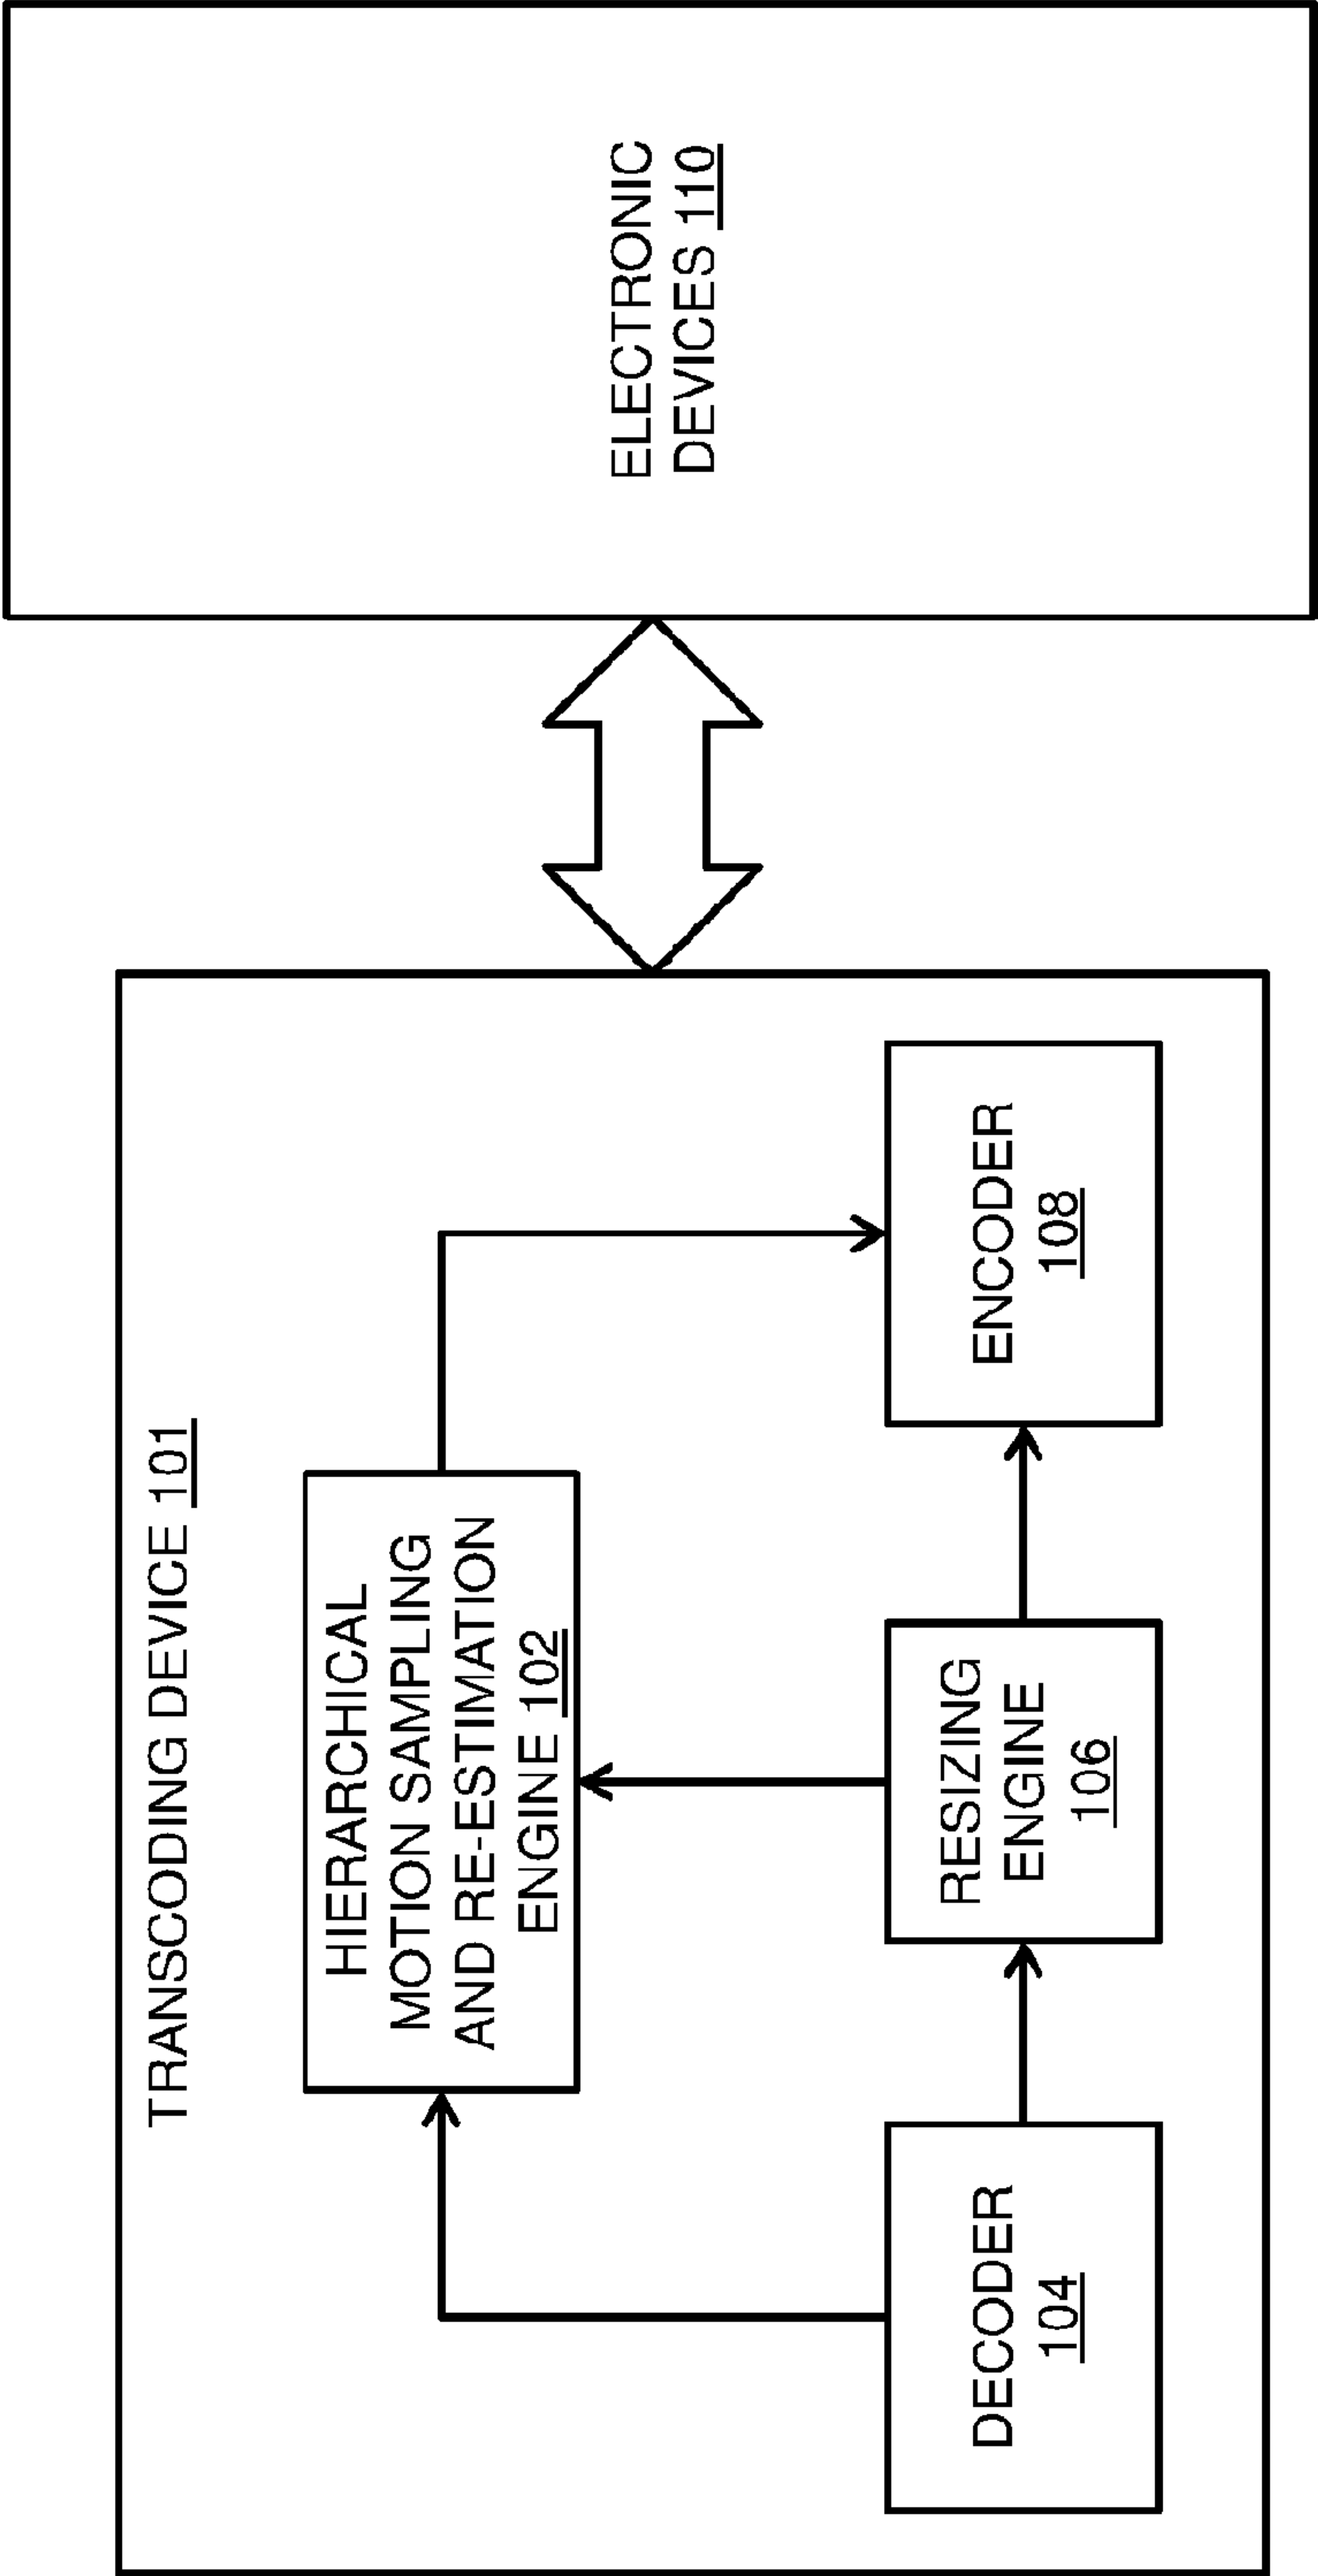 TRANSCODING DEVICE 101
HIERARCHICAL
MOTION SAMPLING
AND RE-ESTIMATION
ENGINE 102
DECODER
104
RESIZING
ENGINE
106
ENCODER
108
ELECTRONIC
DEVICES 110